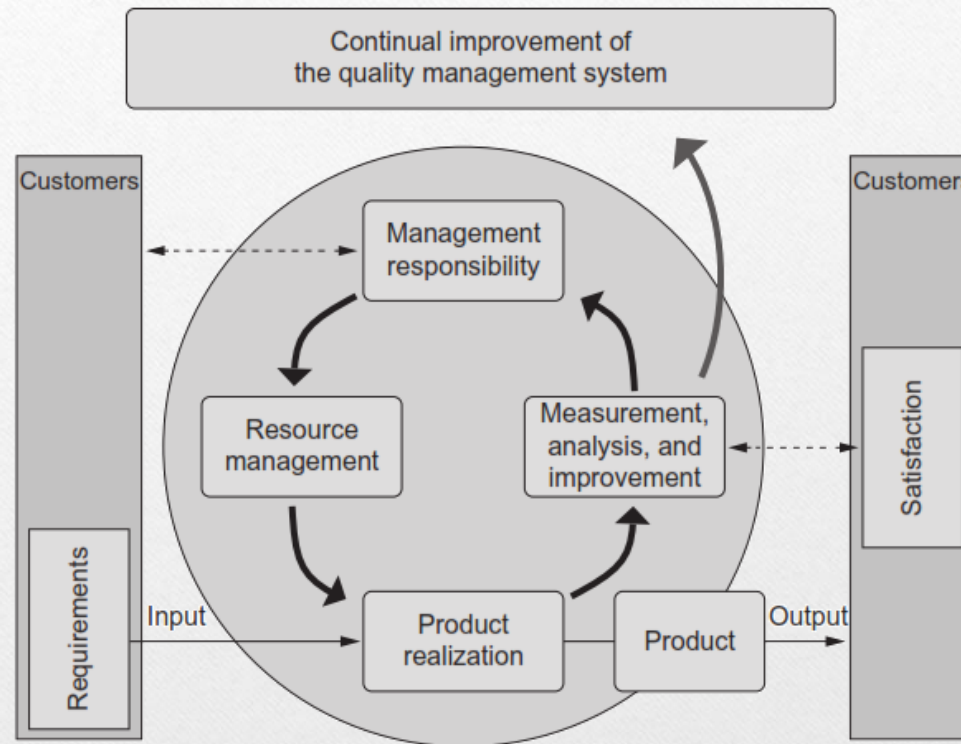 Continual improvement of
the quality management system
Customers
Customers
Management
responsibility
Resource
management
Measurement,
analysis, and
improvement
Satisfaction
Requirements
Input
Product
realization
Product
Output